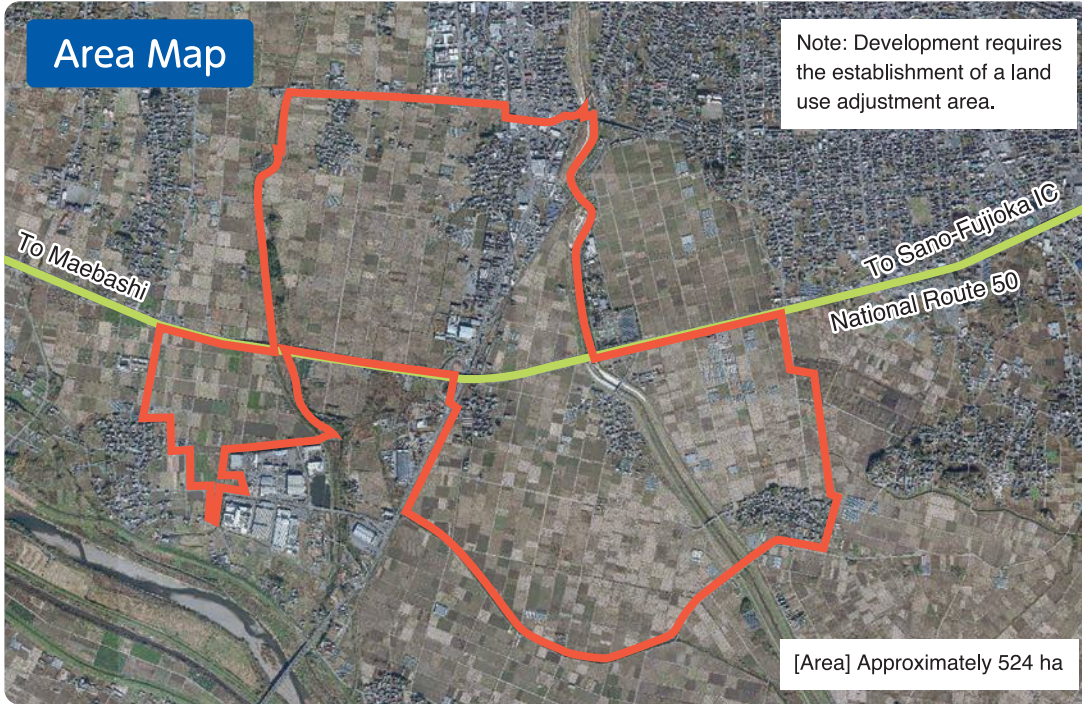 Area Map
Note: Development requires
the establishment of a land
use adjustment area.
To Maebashi
To Sano-Fujioka IC
National Route 50
[Area] Approximately 524 ha